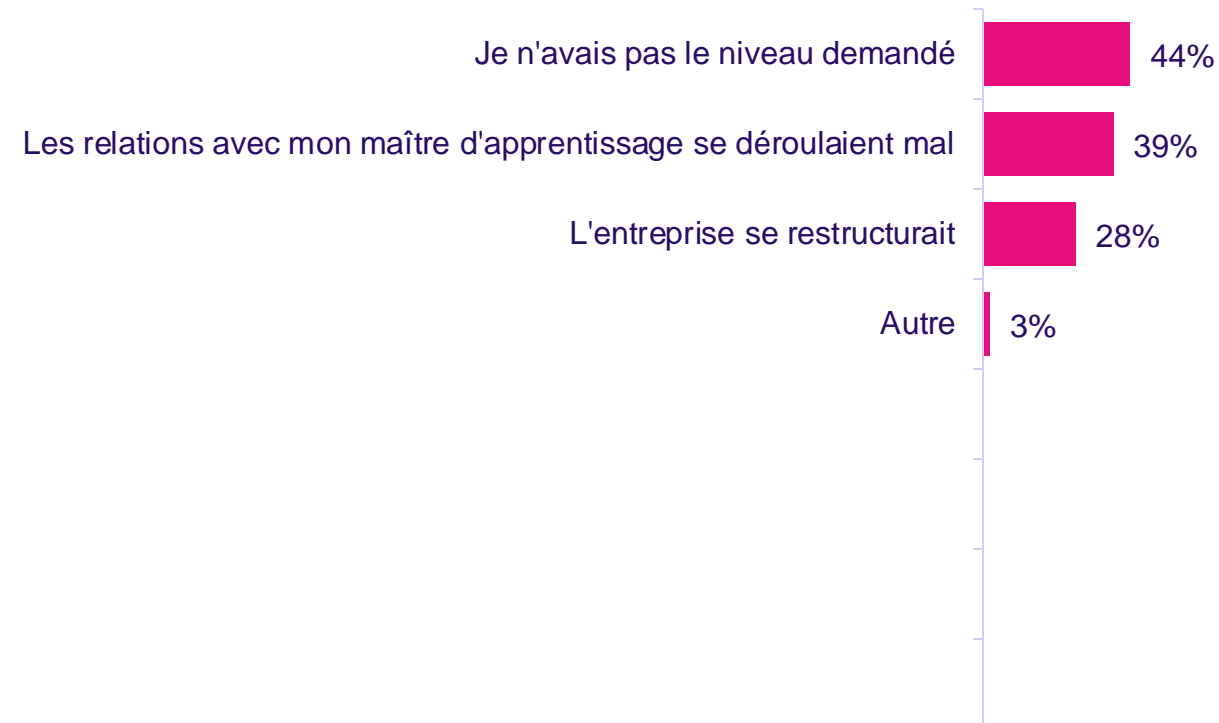 Je n'avais pas le niveau demandé 44%
Les relations avec mon maître d'apprentissage se déroulaient mal 39%
L'entreprise se restructurait 28%
Autre 3%